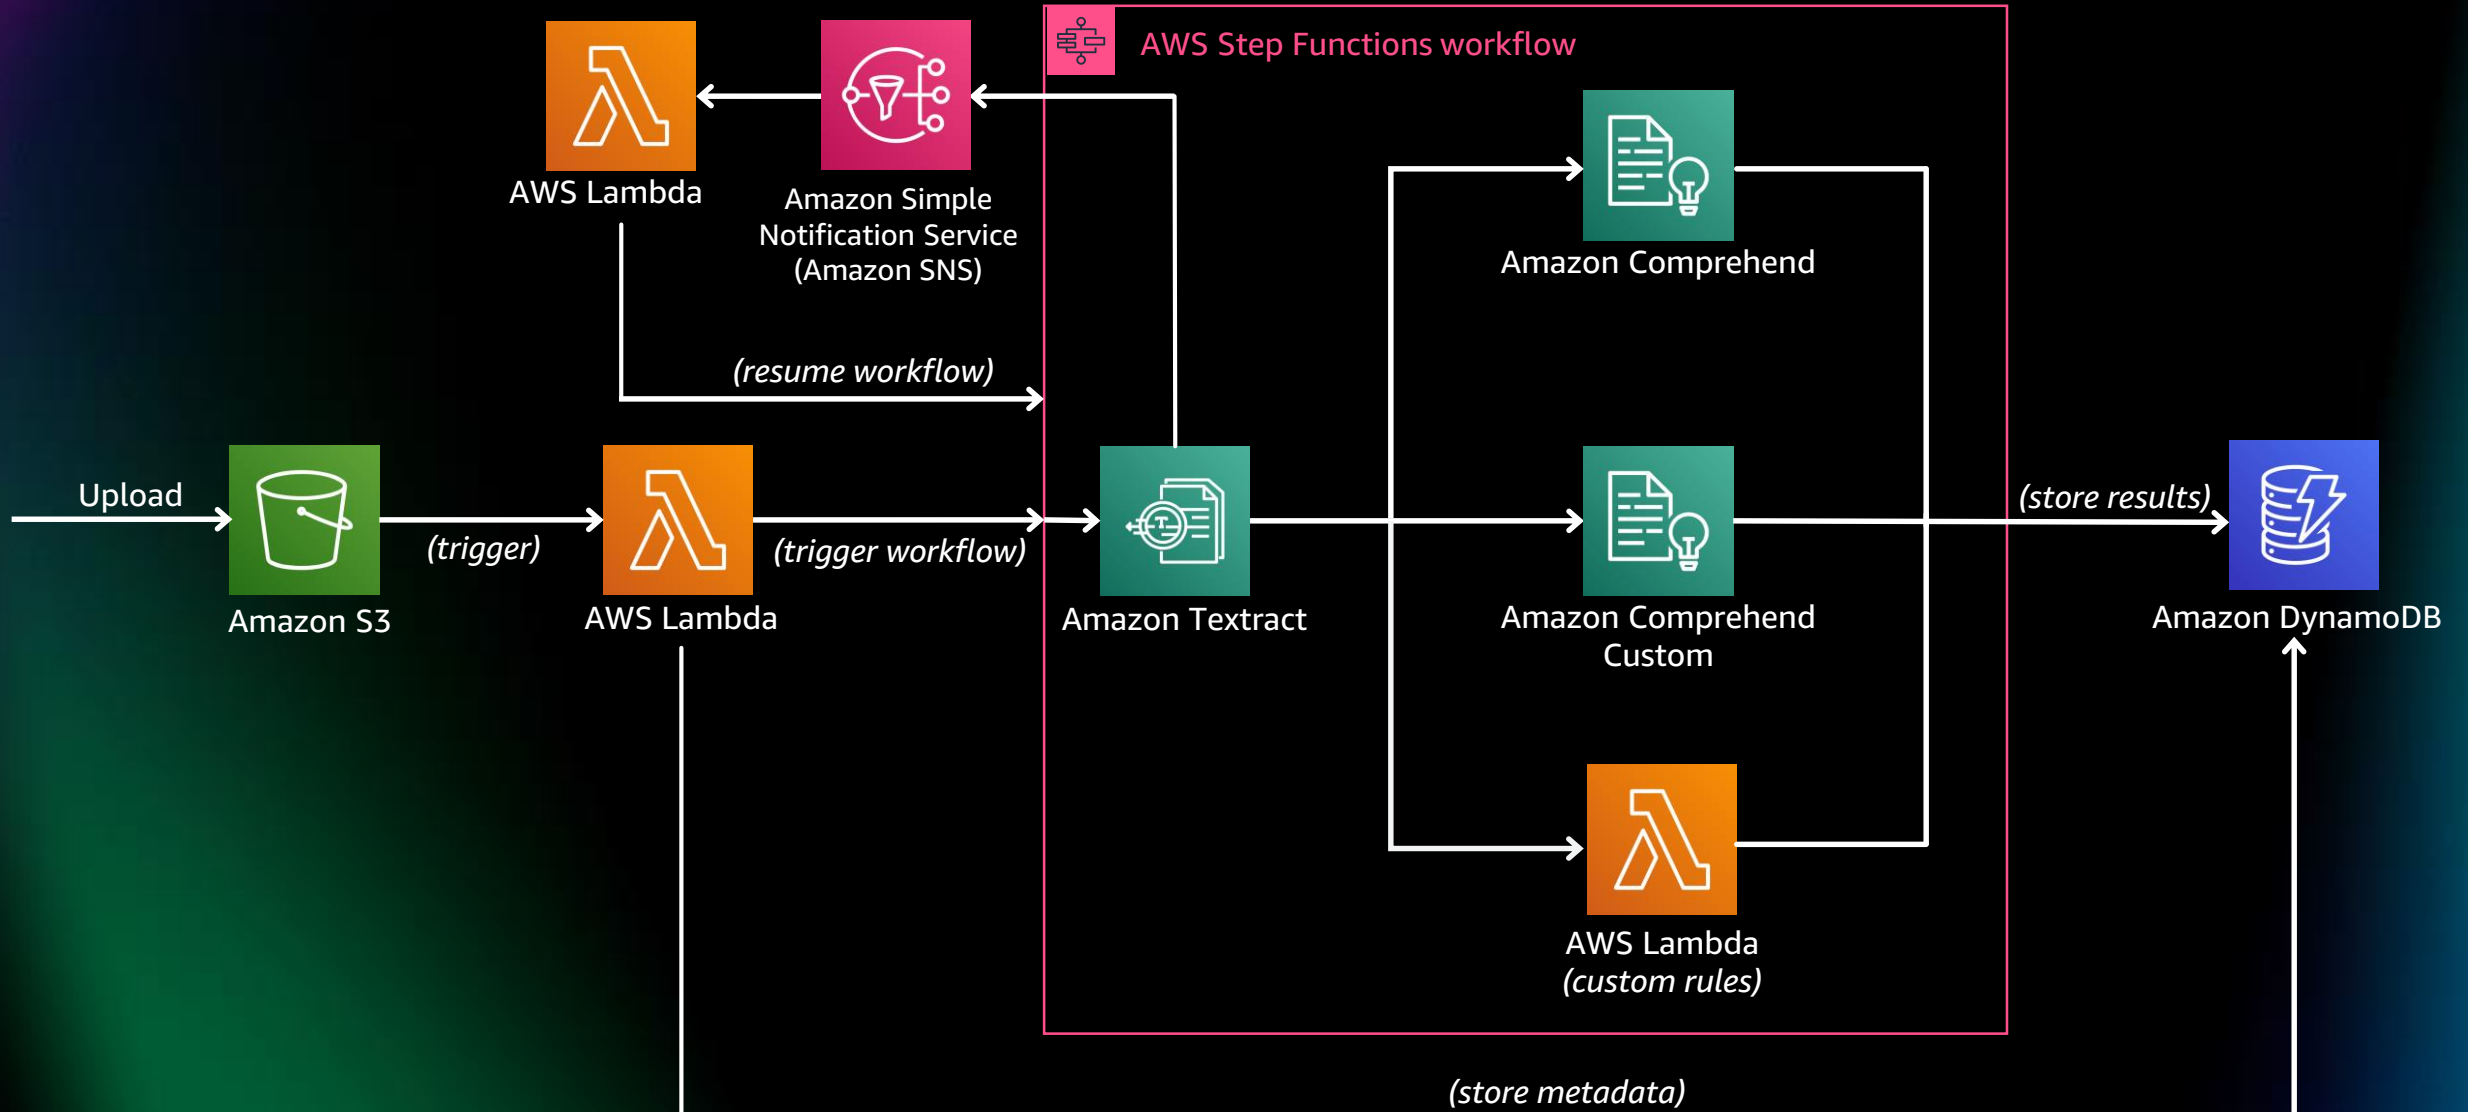 AWS Step Functions workflow
AWS Lambda
Amazon Simple
Notification Service
(Amazon SNS)
Amazon Comprehend
(resume workflow)
Upload
(trigger)
(trigger workflow)
(store results)
Amazon S3
AWS Lambda
Amazon Textract
Amazon Comprehend
Custom
Amazon DynamoDB
AWS Lambda
(custom rules)
(store metadata)